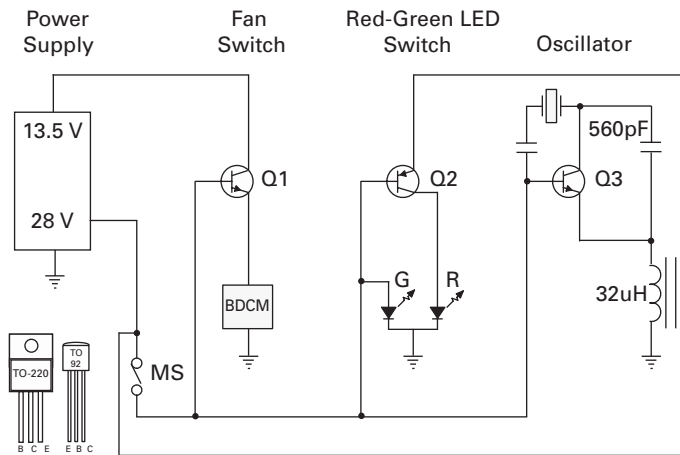 Power
Supply
Fan
Switch
Red-Green LED
Switch
Oscillator
13.5 V
560pF
Q1
Q2
Q3
28 V
G
R
BDCM
32uH
TO-220
TO
92
MS
B C E
E B C